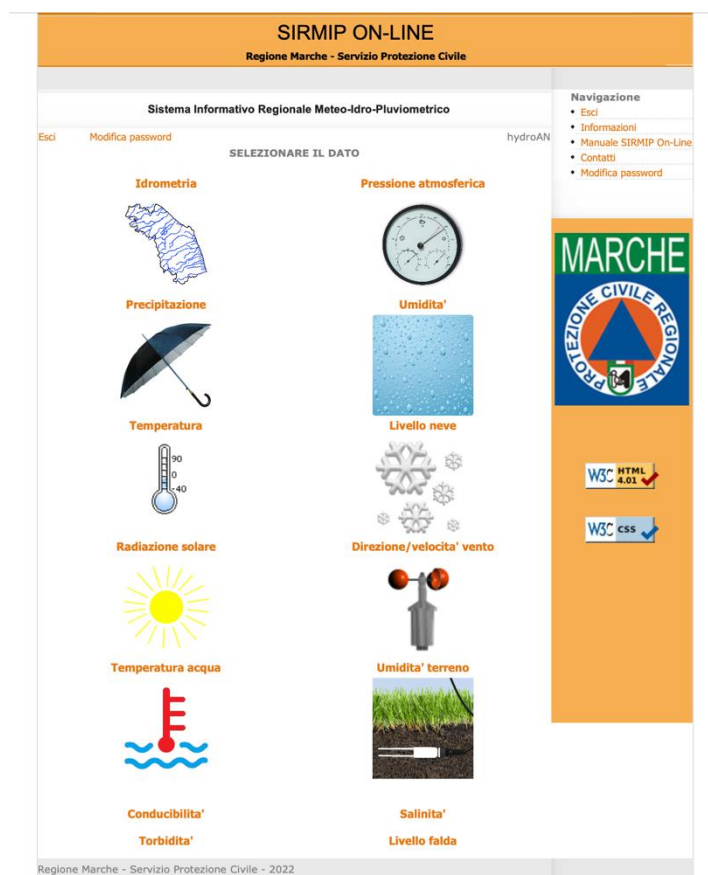 SIRMIP ON-LINE
Regione Marche - Servizio Protezione Civile
Sistema Informativo Regionale Meteo-Idro-Pluviometrico
Esci Modifica password hydroAN
SELEZIONARE IL DATO
Idrometria Pressione atmosferica
Precipitazione Umidita'
Temperatura Livello neve
90
0
-40
Radiazione solare Direzione/velocita' vento
Temperatura acqua Umidita' terreno
Conducibilita' Salinita'
Torbidita' Livello falda
Regione Marche - Servizio Protezione Civile - 2022
Navigazione
Esci
Informazioni
Manuale SIRMIP On-Line
Contatti
Modifica password
MARCHE
PROTEZIONE CIVILE REGIONALE
W3C HTML 4.01
W3C css